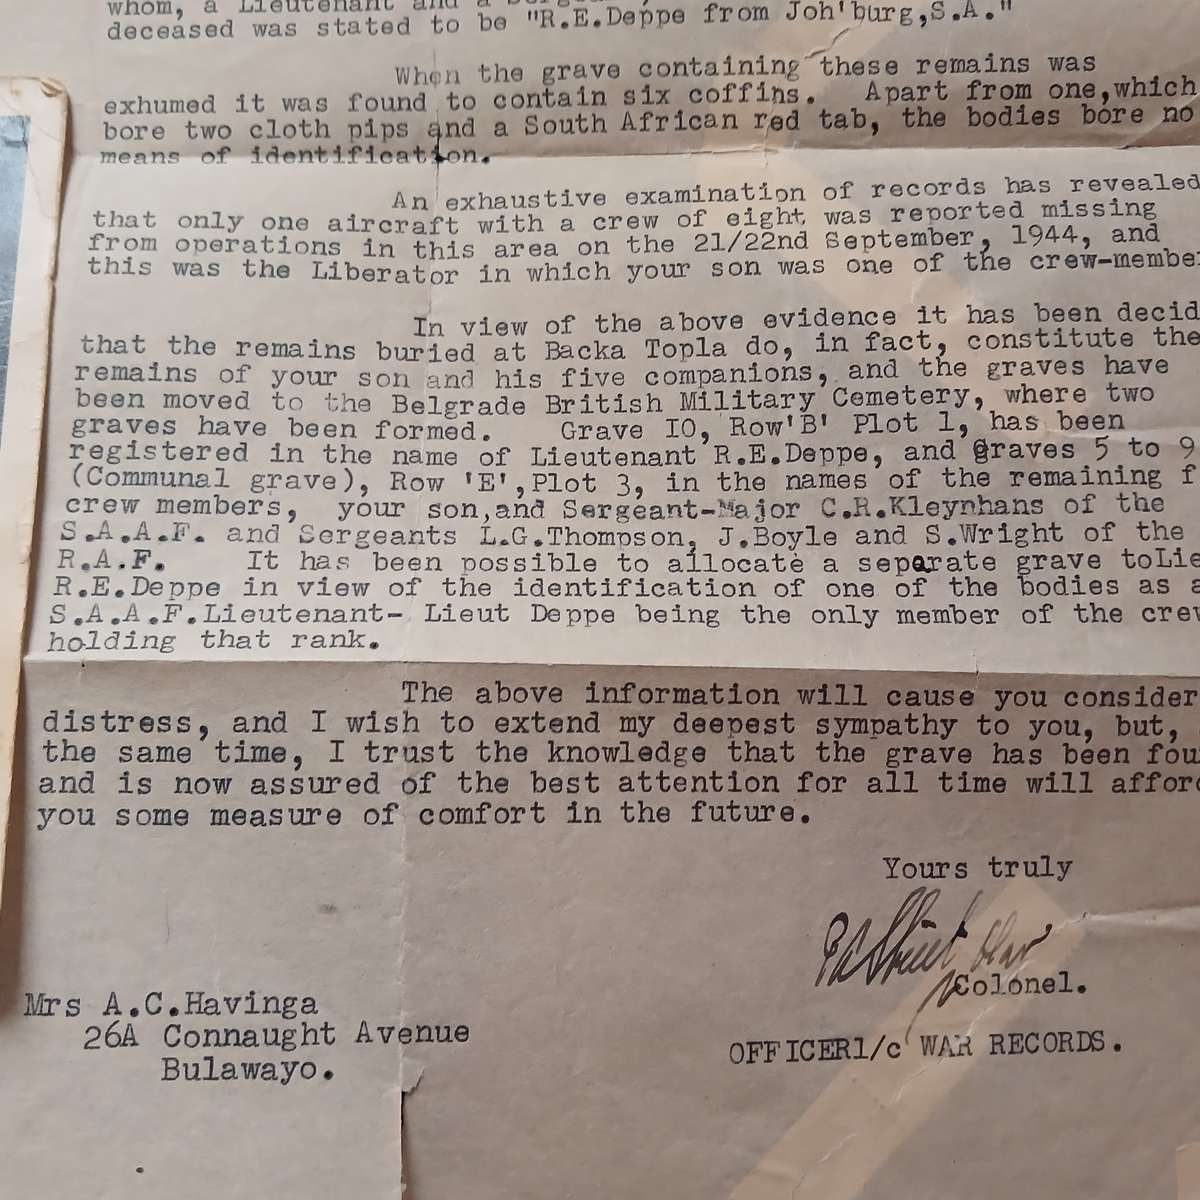 whom, a Lieutenant and a
deceased was stated to be "R.E.Deppe from Joh'burg,S.A."
When the grave containing these remains was
exhumed it was found to contain six coffins. Apart from one,which
bore two cloth pips and a South African red tab, the bodies bore no
means of identification.
An exhaustive examination of records has revealed
that only one aircraft with a crew of eight was reported missing
from operations in this area on the 21/22nd September, 1944, and
this was the Liberator in which your son was one of the crew-membe
In view of the above evidence it has been decid
that the remains buried at Backa Topla do, in fact, constitute the
remains of your son and his five companions, and the graves have
been moved to the Belgrade British Military Cemetery, where two
graves have been formed. Grave IO, Row'B' Plot 1, has been
registered in the name of Lieutenant R.E.Deppe, and graves 5 to 9
(Communal grave), Row 'E',Plot 3, in the names of the remaining f
crew members, your son,and Sergeant-Major C.R.Kleynhans of the
S.A.A.F. and Sergeants L.G.Thompson, J.Boyle and S.Wright of the
R.A.F. It has been possible to allocate a separate grave toLie
R.E.Deppe in view of the identification of one of the bodies as a
S.A.A.F.Lieutenant- Lieut Deppe being the only member of the crew
holding that rank.
The above information will cause you consider
distress, and I wish to extend my deepest sympathy to you, but,
the same time, I trust the knowledge that the grave has been fou
and is now assured of the best attention for all time will afford
you some measure of comfort in the future.
Yours truly
Colonel.
OFFICER1/c WAR RECORDS.
Mrs A.C.Havinga
26A Connaught Avenue
Bulawayo.